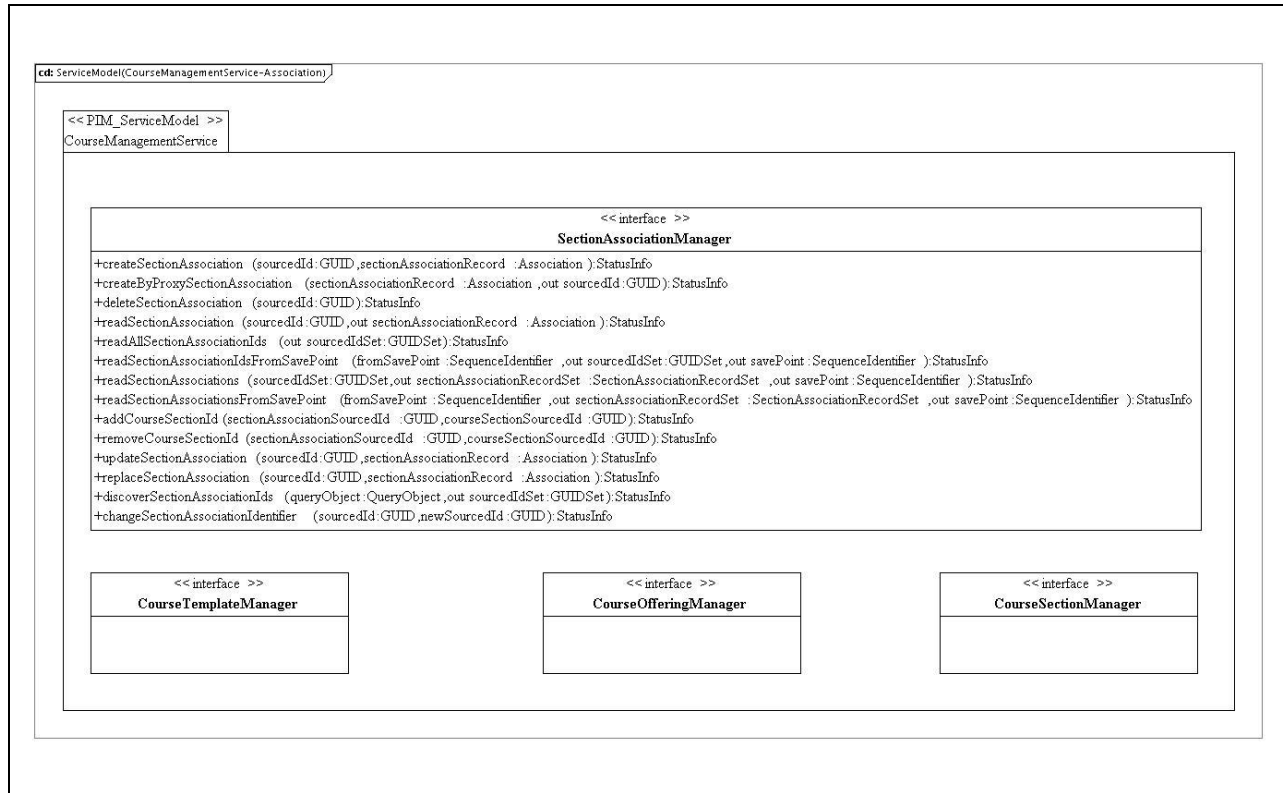 cd: ServiceModel(CourseManagementService-Association)
<< PIM_ServiceModel >>
CourseManagementService
<< interface >>
SectionAssociationManager
+createSectionAssociation (sourcedId:GUID,sectionAssociationRecord :Association ):StatusInfo
+createByProxySectionAssociation (sectionAssociationRecord :Association ,out sourcedId:GUID):StatusInfo
+deleteSectionAssociation (sourcedId:GUID):StatusInfo
+readSectionAssociation (sourcedId:GUID,out sectionAssociationRecord :Association ):StatusInfo
+readAllSectionAssociationIds (out sourcedIdSet:GUIDSet):StatusInfo
+readSectionAssociationIdsFromSavePoint (fromSavePoint :SequenceIdentifier ,out sourcedIdSet:GUIDSet,out savePoint:SequenceIdentifier ):StatusInfo
+readSectionAssociations (sourcedIdSet:GUIDSet,out sectionAssociationRecordSet :SectionAssociationRecordSet ,out savePoint:SequenceIdentifier ):StatusInfo
+readSectionAssociationsFromSavePoint (fromSavePoint :SequenceIdentifier ,out sectionAssociationRecordSet :SectionAssociationRecordSet ,out savePoint:SequenceIdentifier ):StatusInfo
+addCourseSectionId (sectionAssociationSourcedId :GUID,courseSectionSourcedId :GUID):StatusInfo
+removeCourseSectionId (sectionAssociationSourcedId :GUID,courseSectionSourcedId :GUID):StatusInfo
+updateSectionAssociation (sourcedId:GUID,sectionAssociationRecord :Association ):StatusInfo
+replaceSectionAssociation (sourcedId:GUID,sectionAssociationRecord :Association ):StatusInfo
+discoverSectionAssociationIds (queryObject:QueryObject,out sourcedIdSet:GUIDSet):StatusInfo
+changeSectionAssociationIdentifier (sourcedId:GUID,newSourcedId:GUID):StatusInfo
<< interface >>
CourseTemplateManager
<< interface >>
CourseOfferingManager
<< interface >>
CourseSectionManager